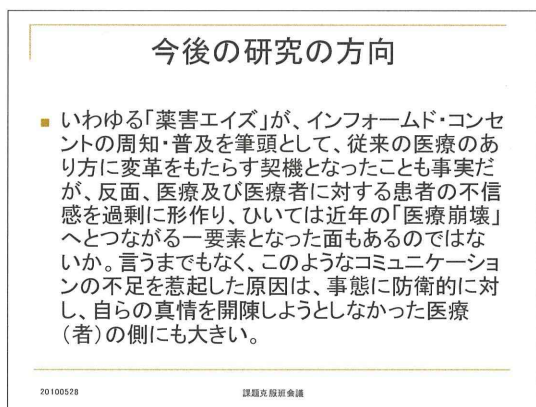 今後の研究の方向
いわゆる「薬害エイズ」が、インフォームド・コンセ
ントの周知・普及を筆頭として、従来の医療のあ
り方に変革をもたらす契機となったことも事実だ
が、反面、医療及び医療者に対する患者の不信
感を過剰に形作り、ひいては近年の「医療崩壊」
へとつながる一要素となった面もあるのではな
いか。言うまでもなく、このようなコミュニケーショ
ンの不足を惹起した原因は、事態に防衛的に対
し、自らの真情を開陳しようとしなかった医療
（者）の側にも大きい。
20100528
課題克服班会議